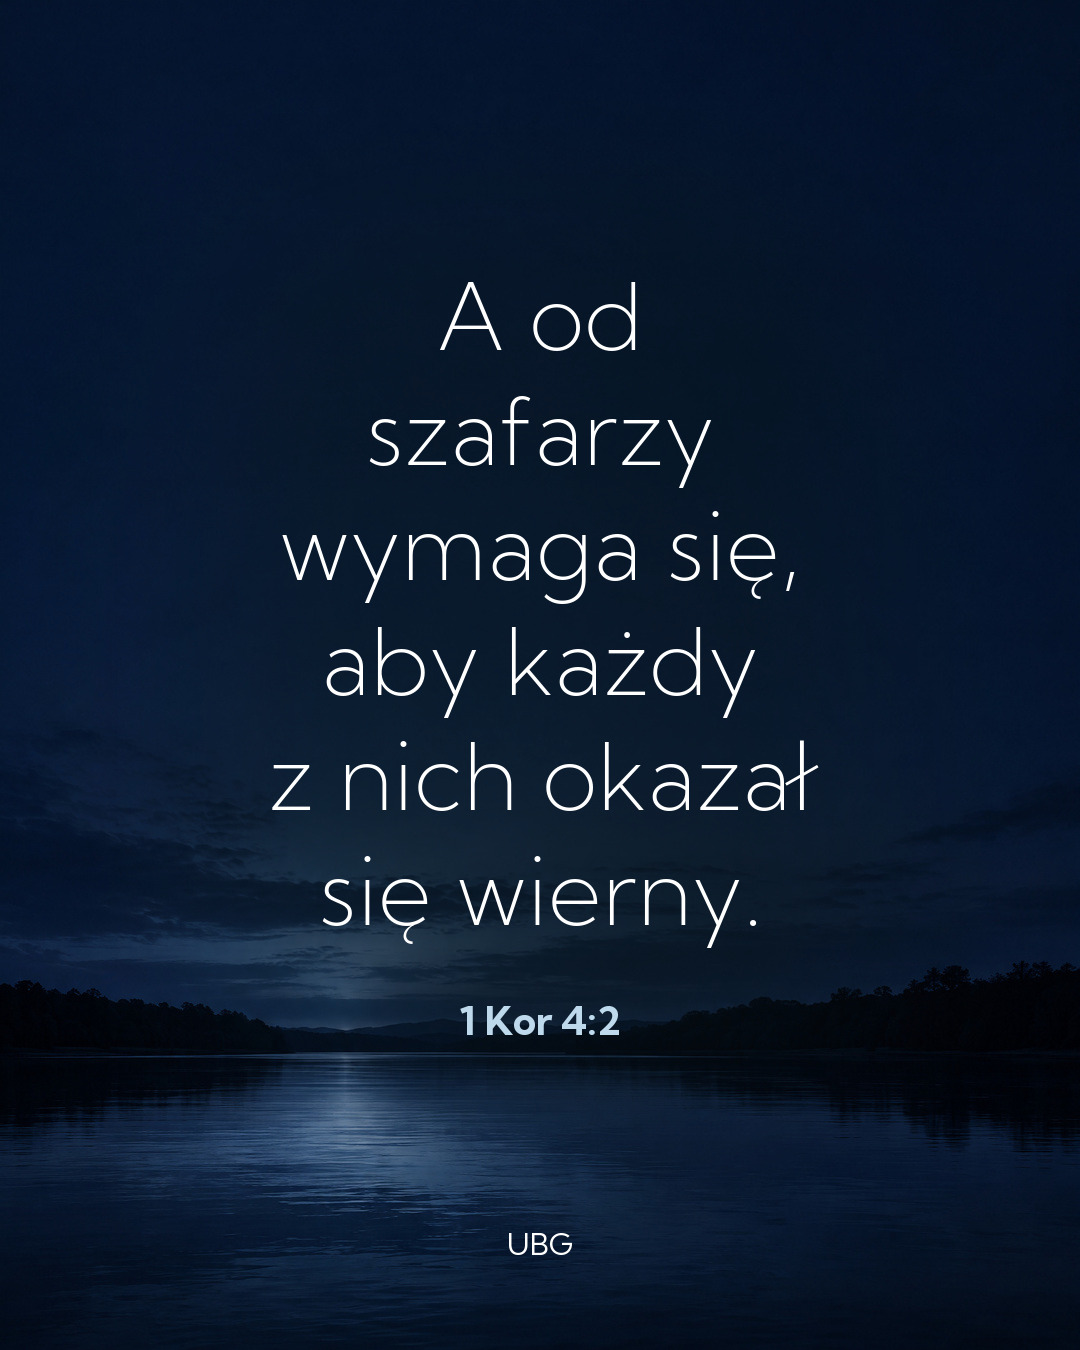 A od
szafarzy
wymaga się,
aby każdy
z nich okazał
się wierny.
1 Kor 4:2
UBG